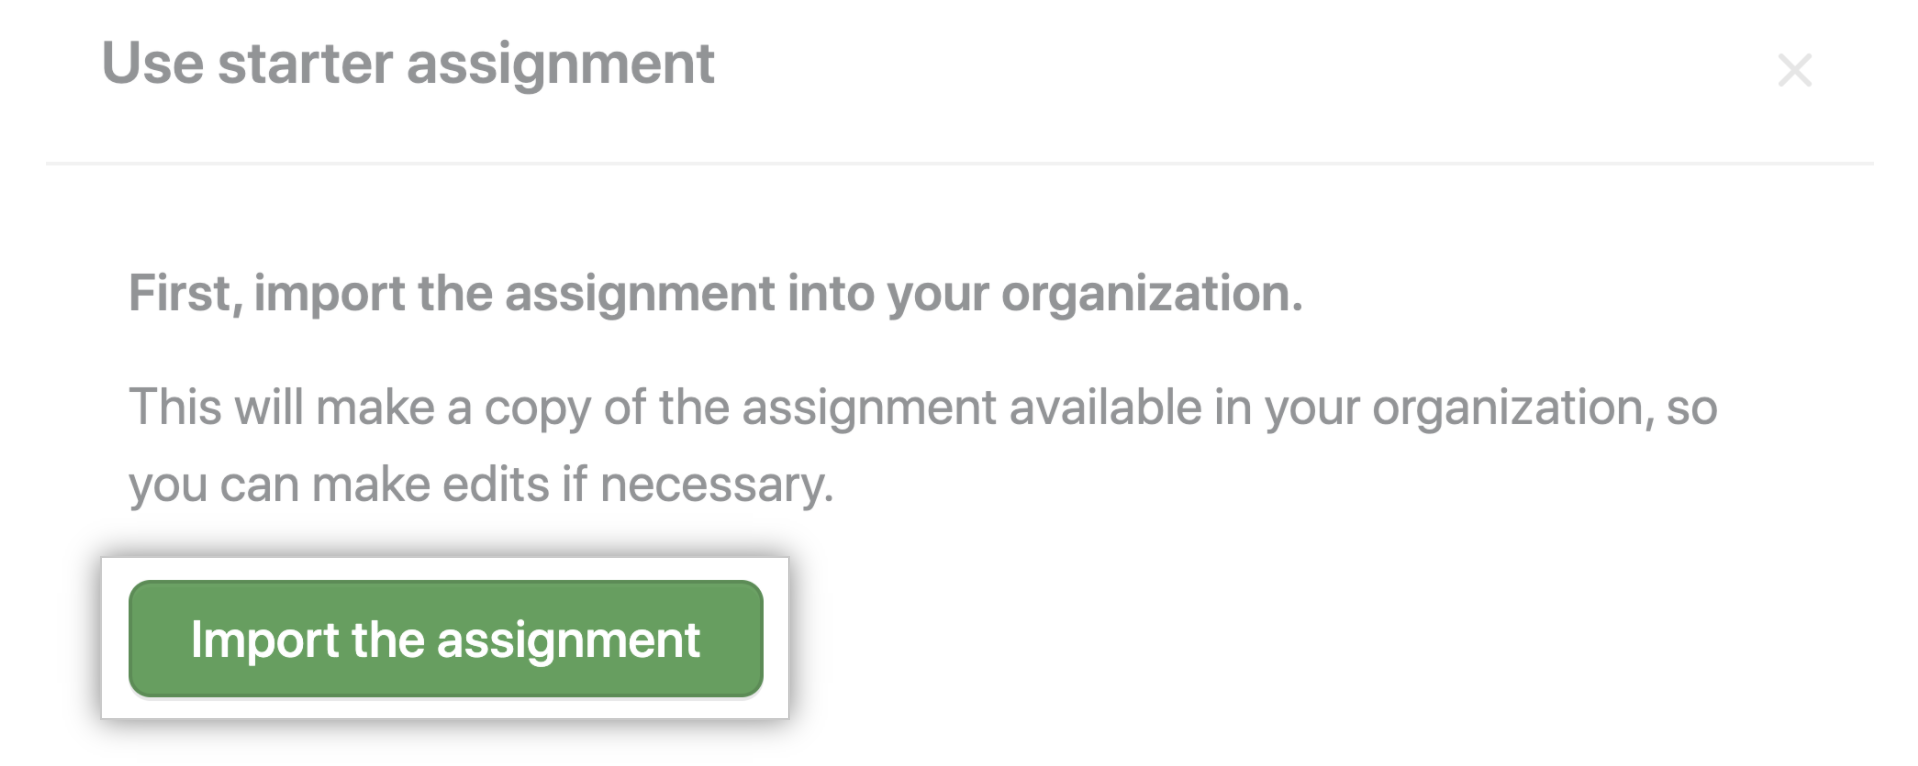 Use starter assignment
First, import the assignment into your organization.
This will make a copy of the assignment available in your organization, so
you can make edits if necessary.
Import the assignment